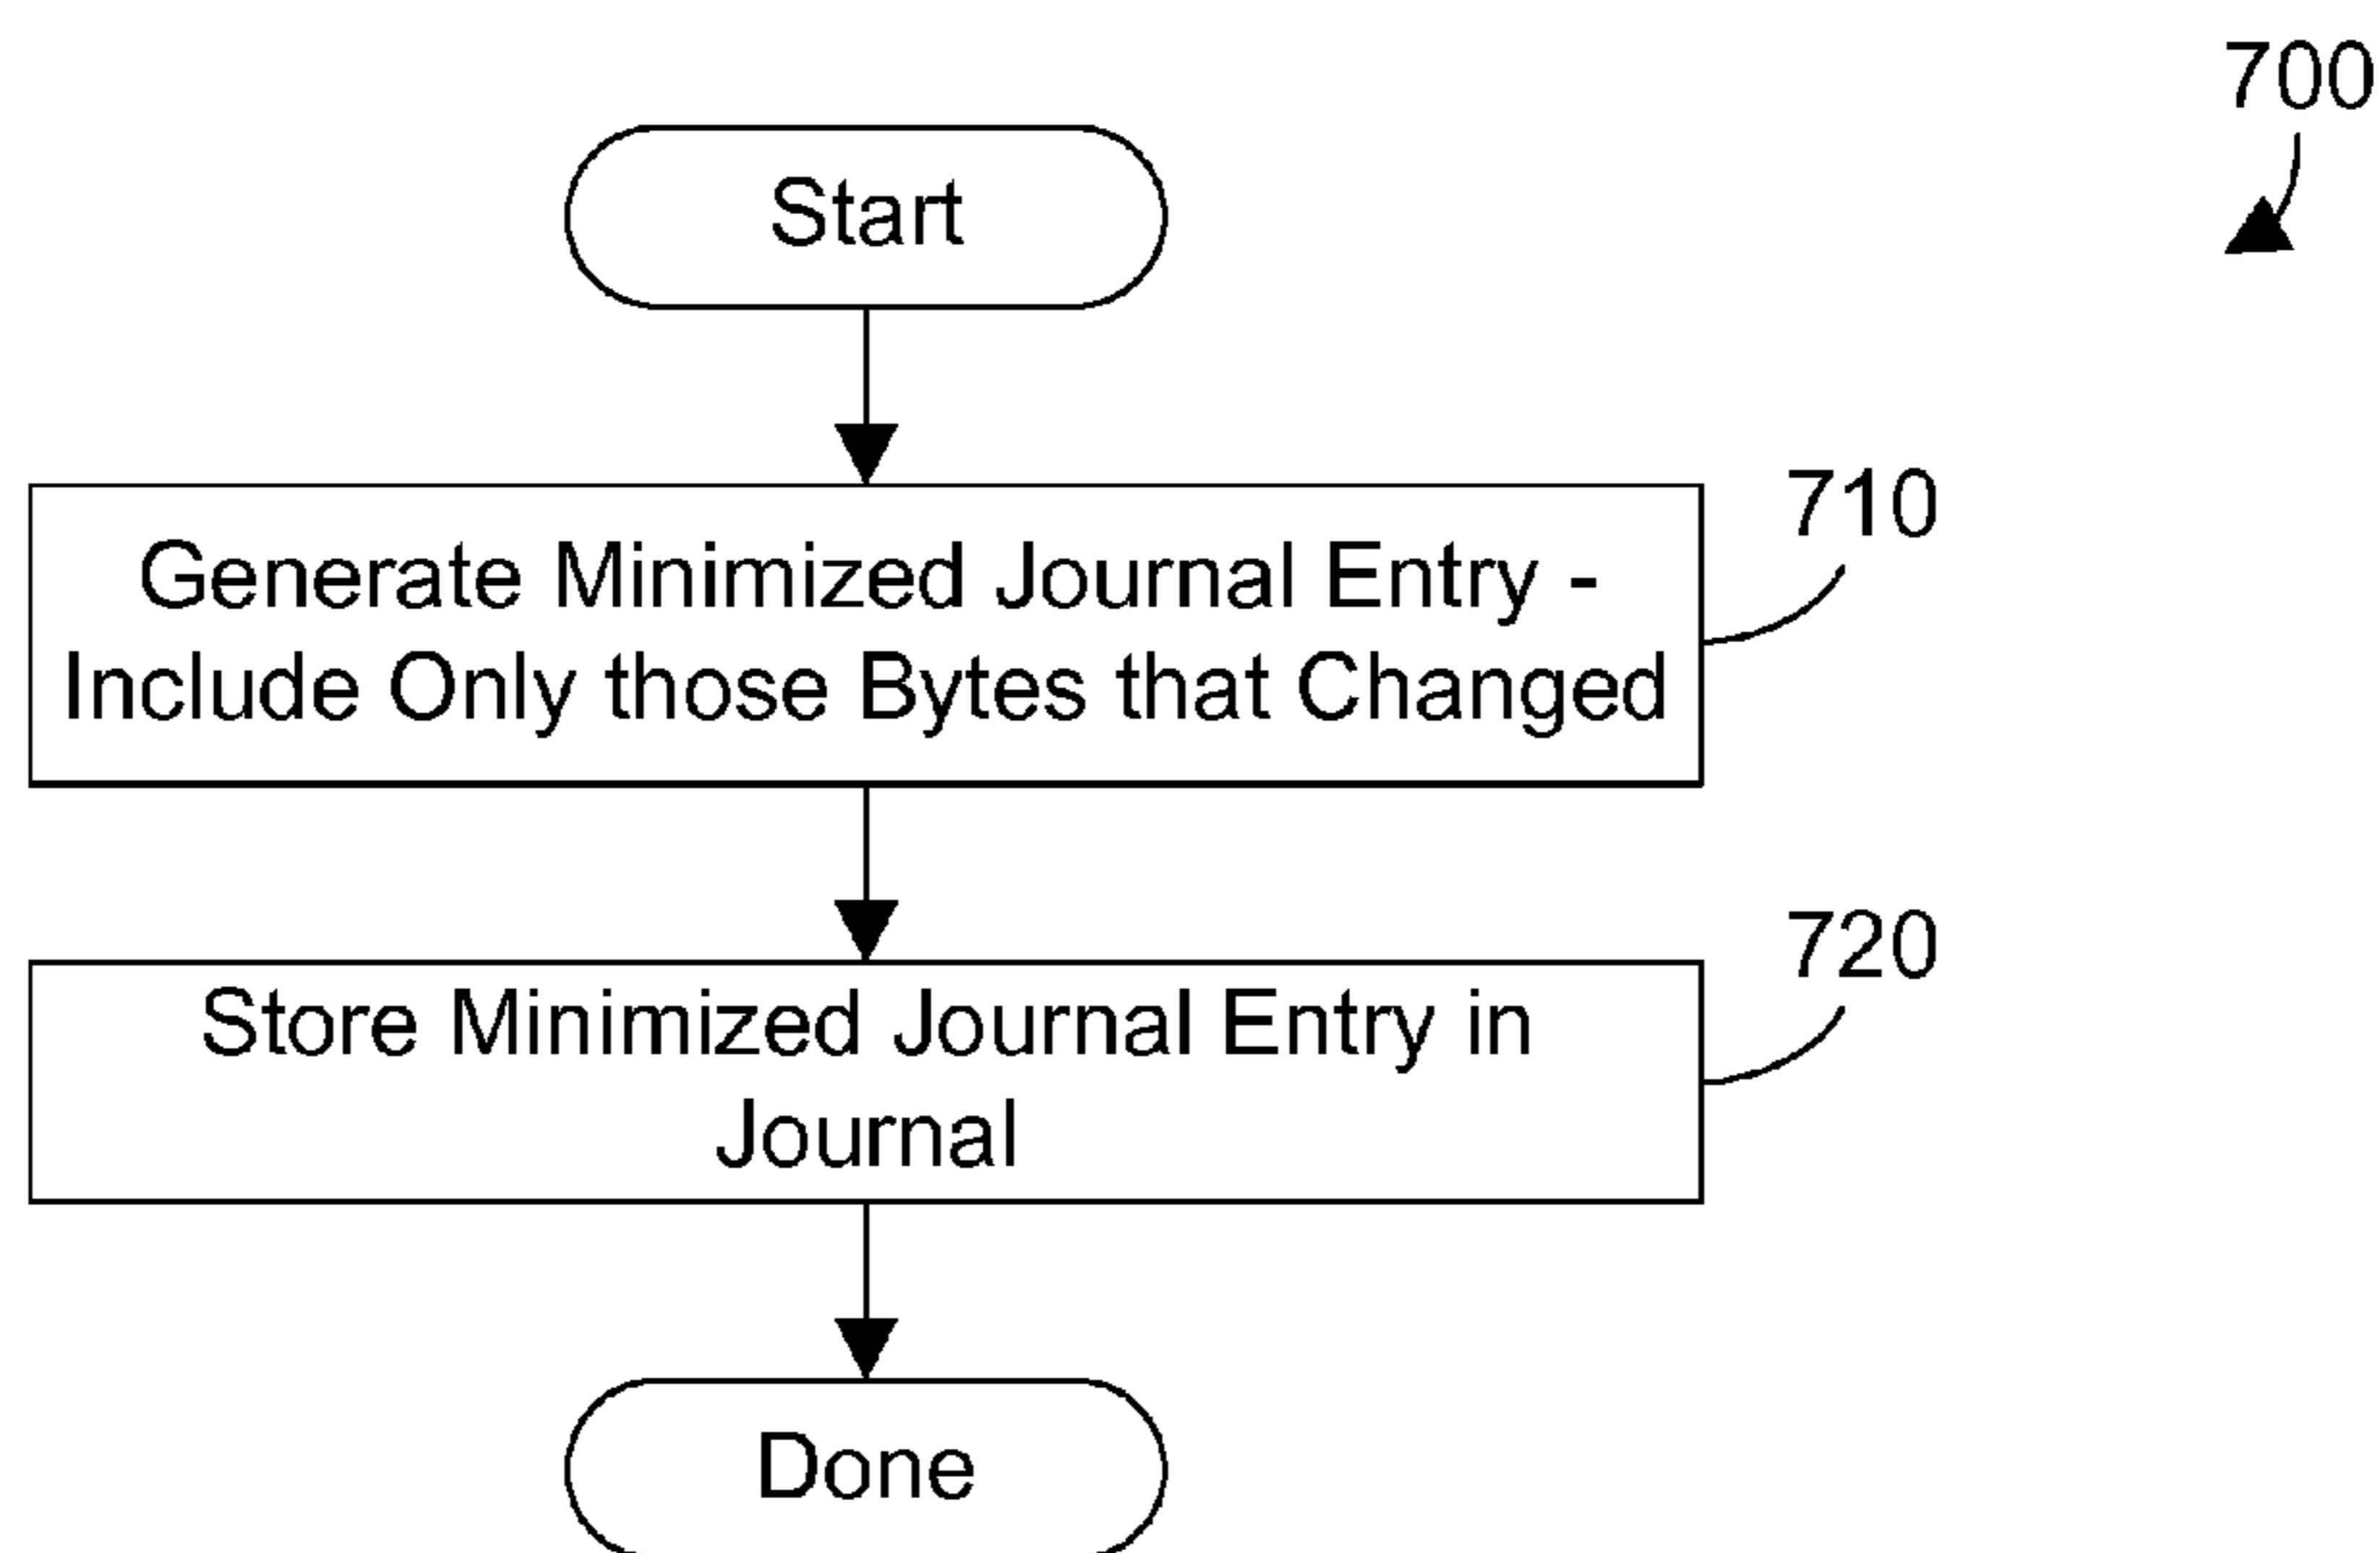 700
Start
710
Generate Minimized Journal Entry -
Include Only those Bytes that Changed
720
Store Minimized Journal Entry in
Journal
Done